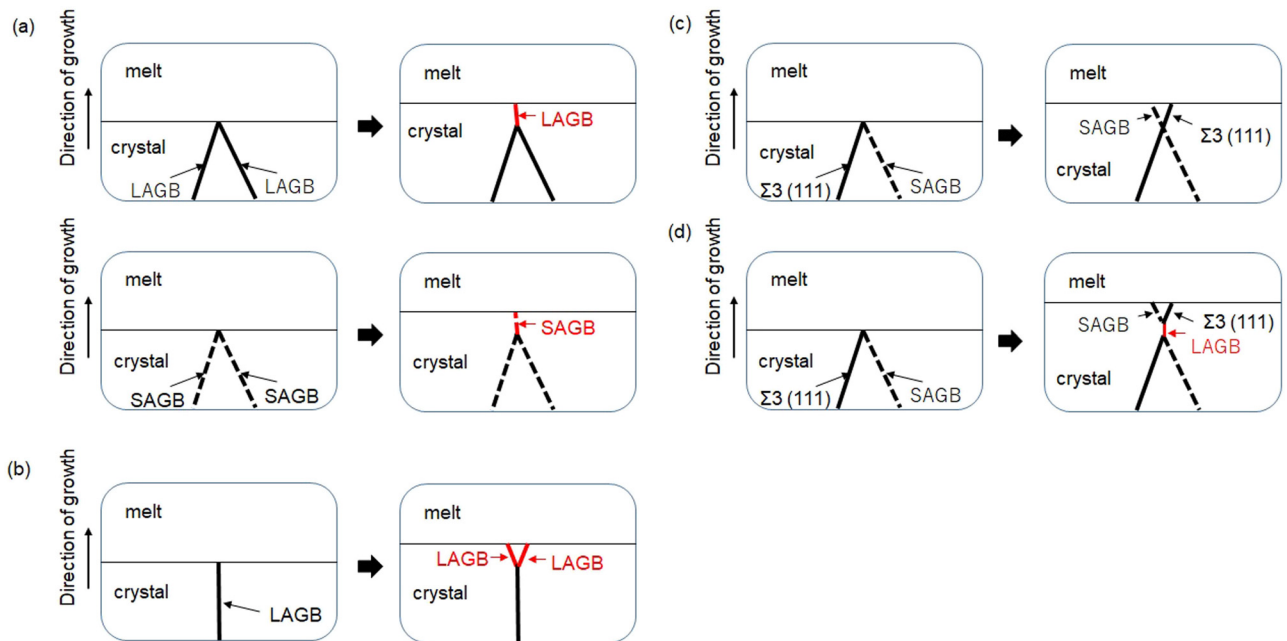 (a)
Direction of growth
melt
crystal
LAGB
LAGB
melt
crystal
LAGB
Direction of growth
melt
crystal
SAGB
SAGB
melt
crystal
SAGB
(b)
Direction of growth
melt
crystal
LAGB
melt
crystal
LAGB
LAGB
(c)
Direction of growth
melt
crystal
Σ3 (111)
SAGB
melt
SAGB
Σ3 (111)
crystal
(d)
Direction of growth
melt
crystal
Σ3 (111)
SAGB
melt
SAGB
Σ3 (111)
LAGB
crystal